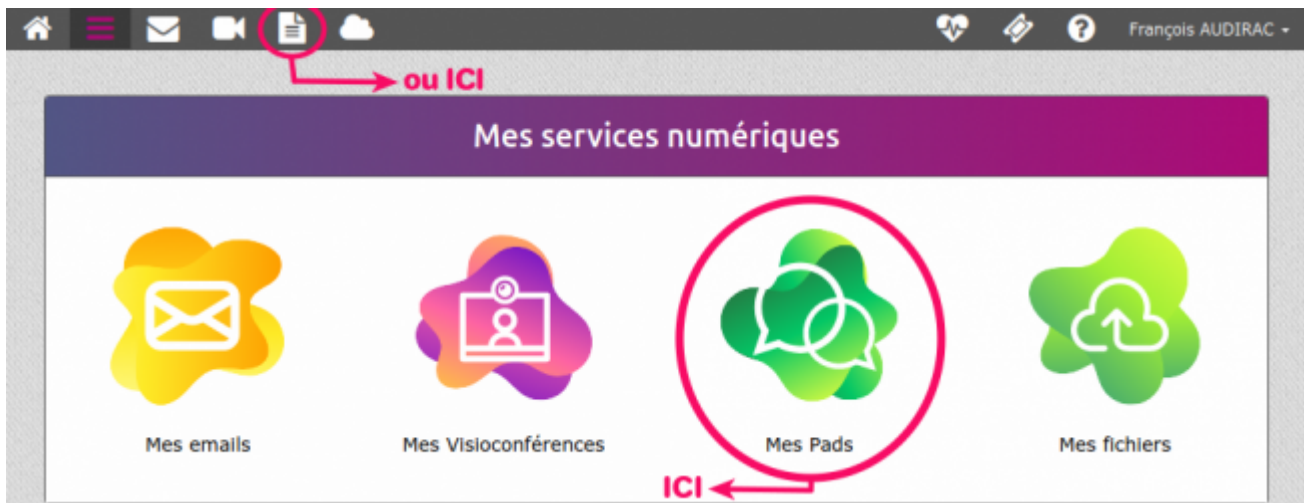 François AUDIRAC
ou ICI
Mes services numériques
Mes emails
Mes Visioconférences
Mes Pads
Mes fichiers
ICI